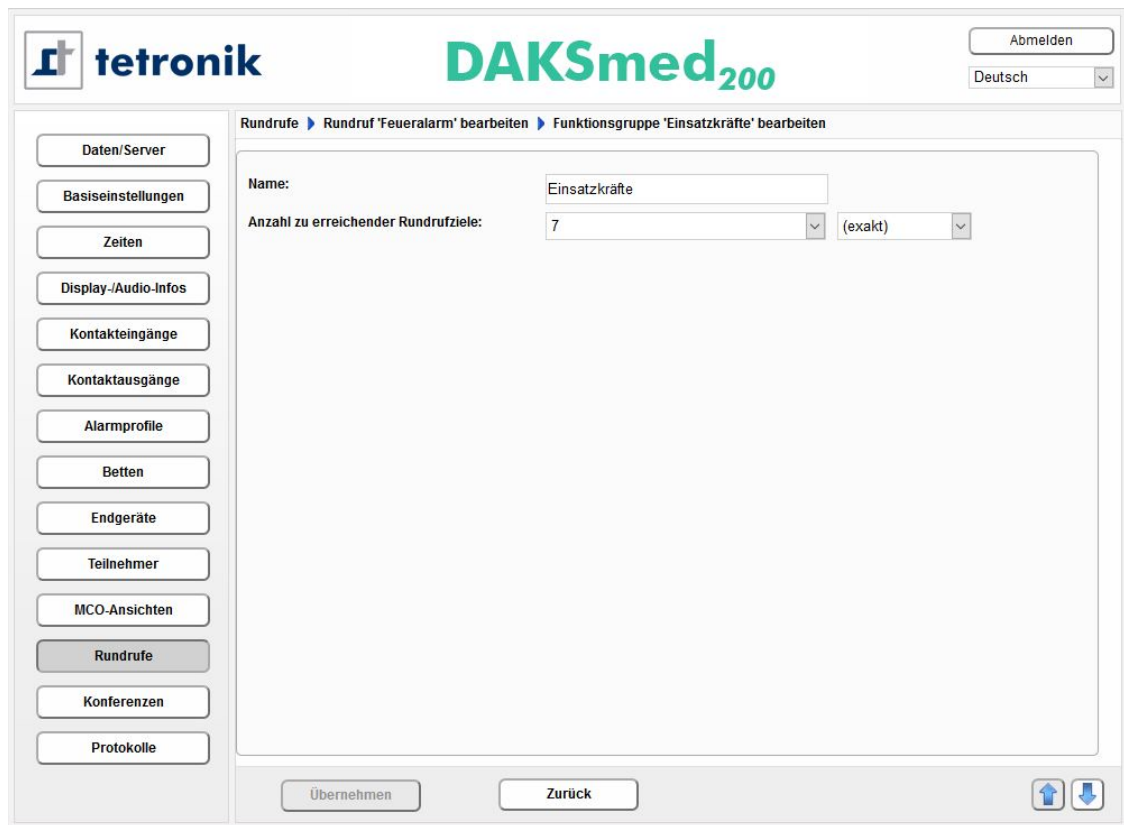 tetronik
DAKSmed200
Abmelden
Deutsch
Rundrufe Rundruf 'Feueralarm' bearbeiten Funktionsgruppe 'Einsatzkräfte' bearbeiten
Daten/Server
Basiseinstellungen
Zeiten
Display-/Audio-Infos
Kontakteingänge
Kontaktausgänge
Alarmprofile
Betten
Endgeräte
Teilnehmer
MCO-Ansichten
Rundrufe
Konferenzen
Protokolle
Name: Einsatzkräfte
Anzahl zu erreichender Rundrufziele: 7 (exakt)
Übernehmen Zurück